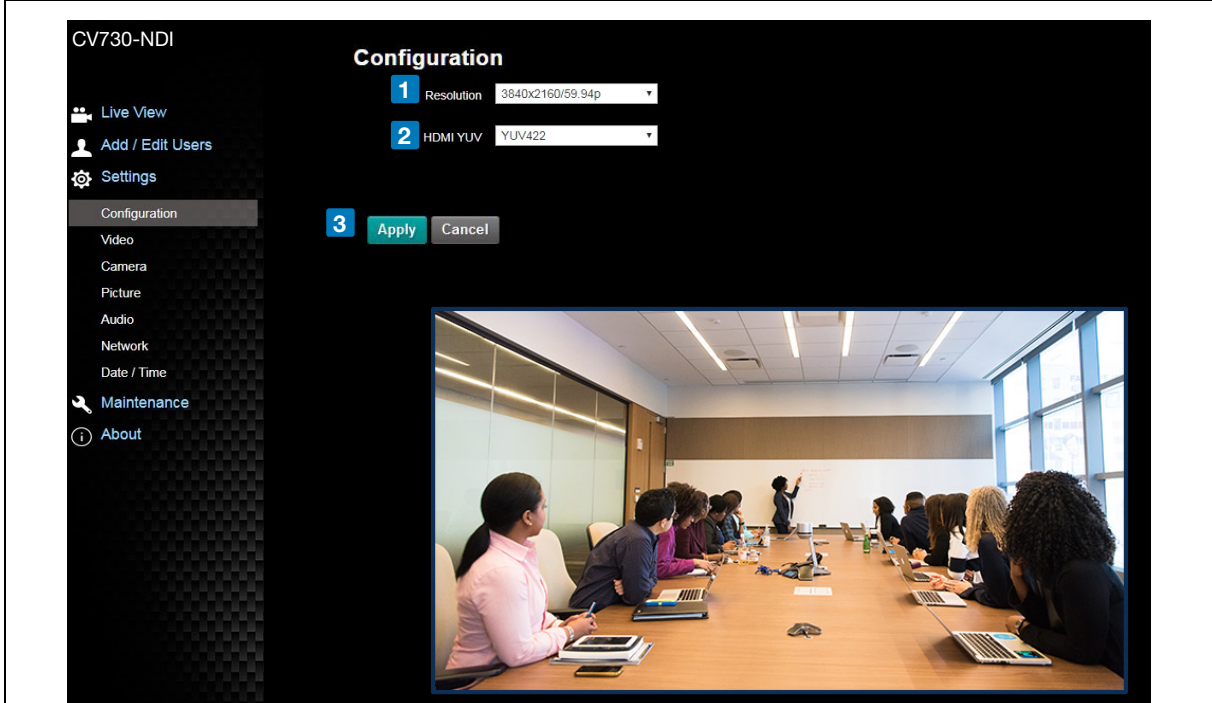 CV730-NDI
Configuration
1 Resolution 3840x2160/59.94p
2 HDMI YUV YUV422
3 Apply Cancel
Live View
Add / Edit Users
Settings
Configuration
Video
Camera
Picture
Audio
Network
Date / Time
Maintenance
About